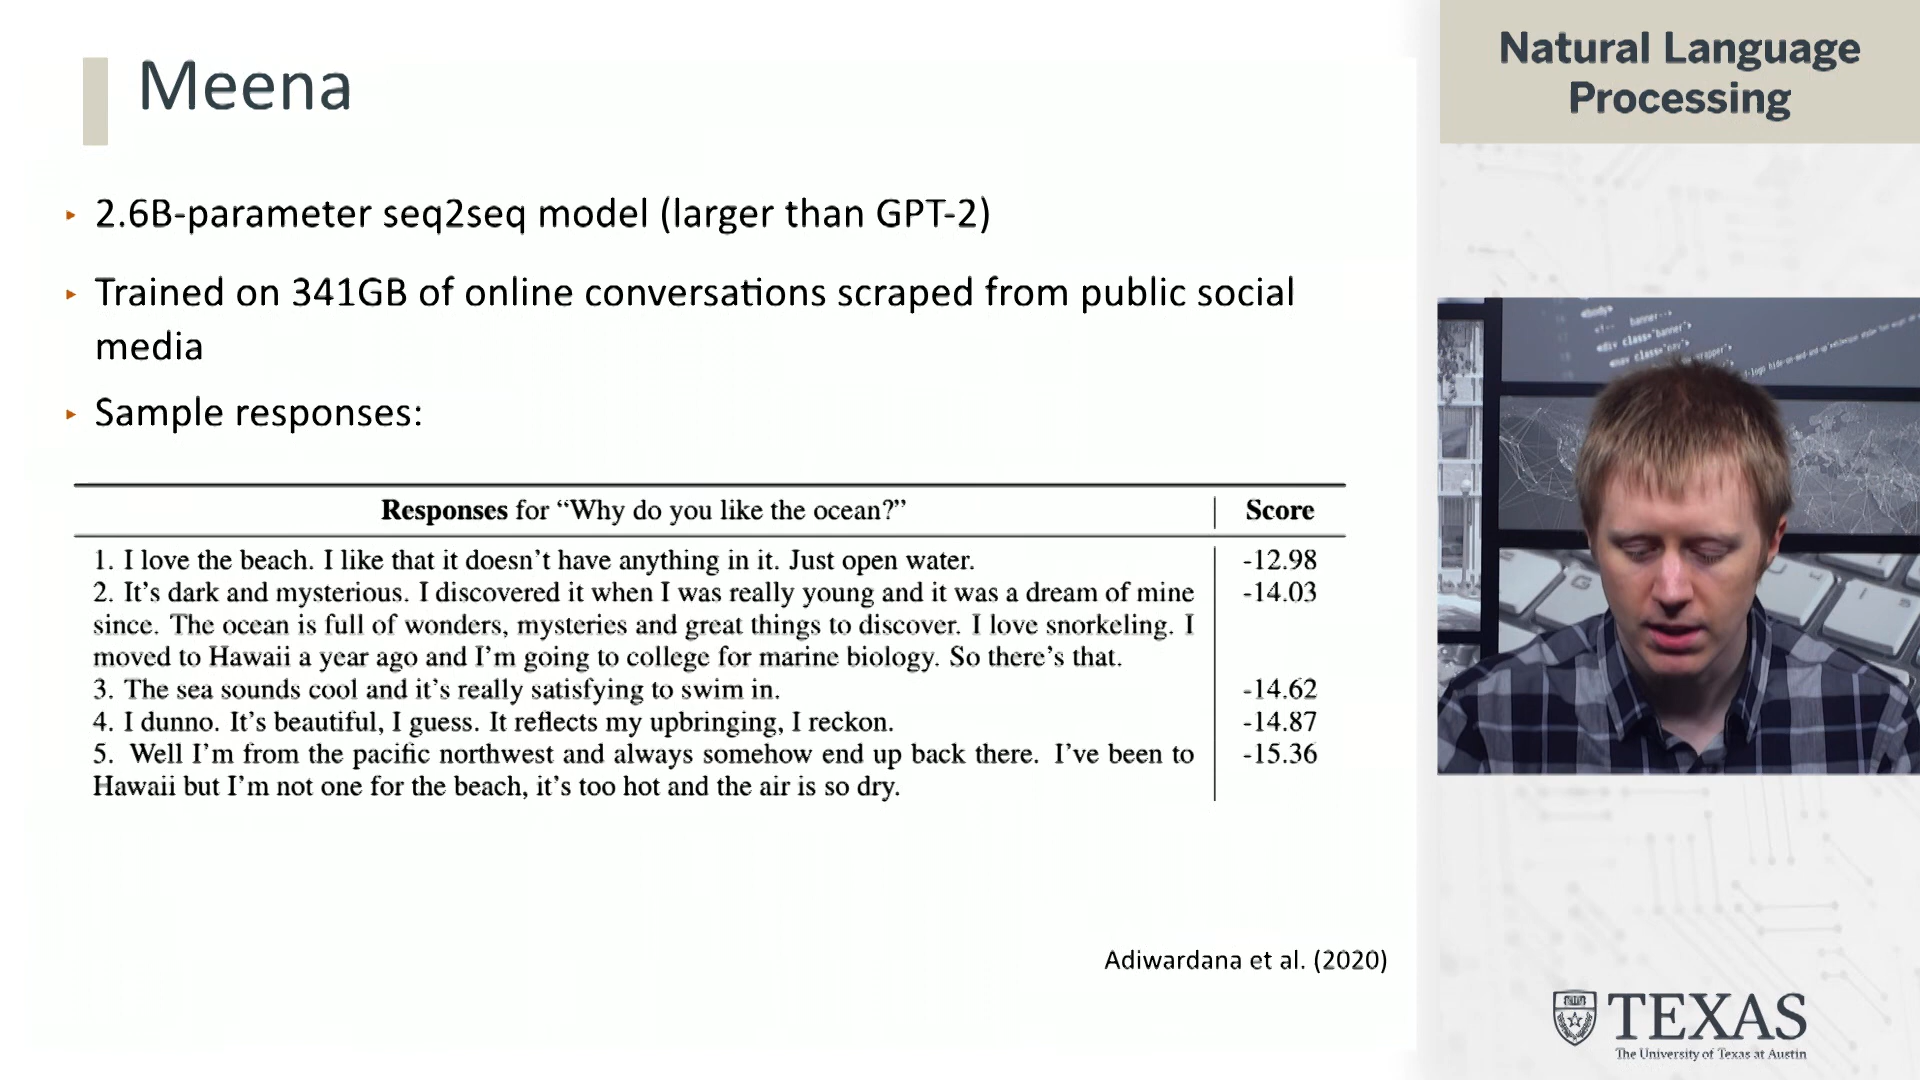 Meena
2.6B-parameter seq2seq model (larger than GPT-2)
Trained on 341GB of online conversations scraped from public social
media
Sample responses:
Responses for “Why do you like the ocean?” Score
1. I love the beach. I like that it doesn’t have anything in it. Just open water. -12.98
2. It’s dark and mysterious. I discovered it when I was really young and it was a dream of mine -14.03
since. The ocean is full of wonders, mysteries and great things to discover. I love snorkeling. I
moved to Hawaii a year ago and I’m going to college for marine biology. So there’s that.
3. The sea sounds cool and it’s really satisfying to swim in. -14.62
4. I dunno. It’s beautiful, I guess. It reflects my upbringing, I reckon. -14.87
5. Well I’m from the pacific northwest and always somehow end up back there. I’ve been to -15.36
Hawaii but I’m not one for the beach, it’s too hot and the air is so dry.
Adiwardana et al. (2020)
Natural Language
Processing
TEXAS
The University of Texas at Austin